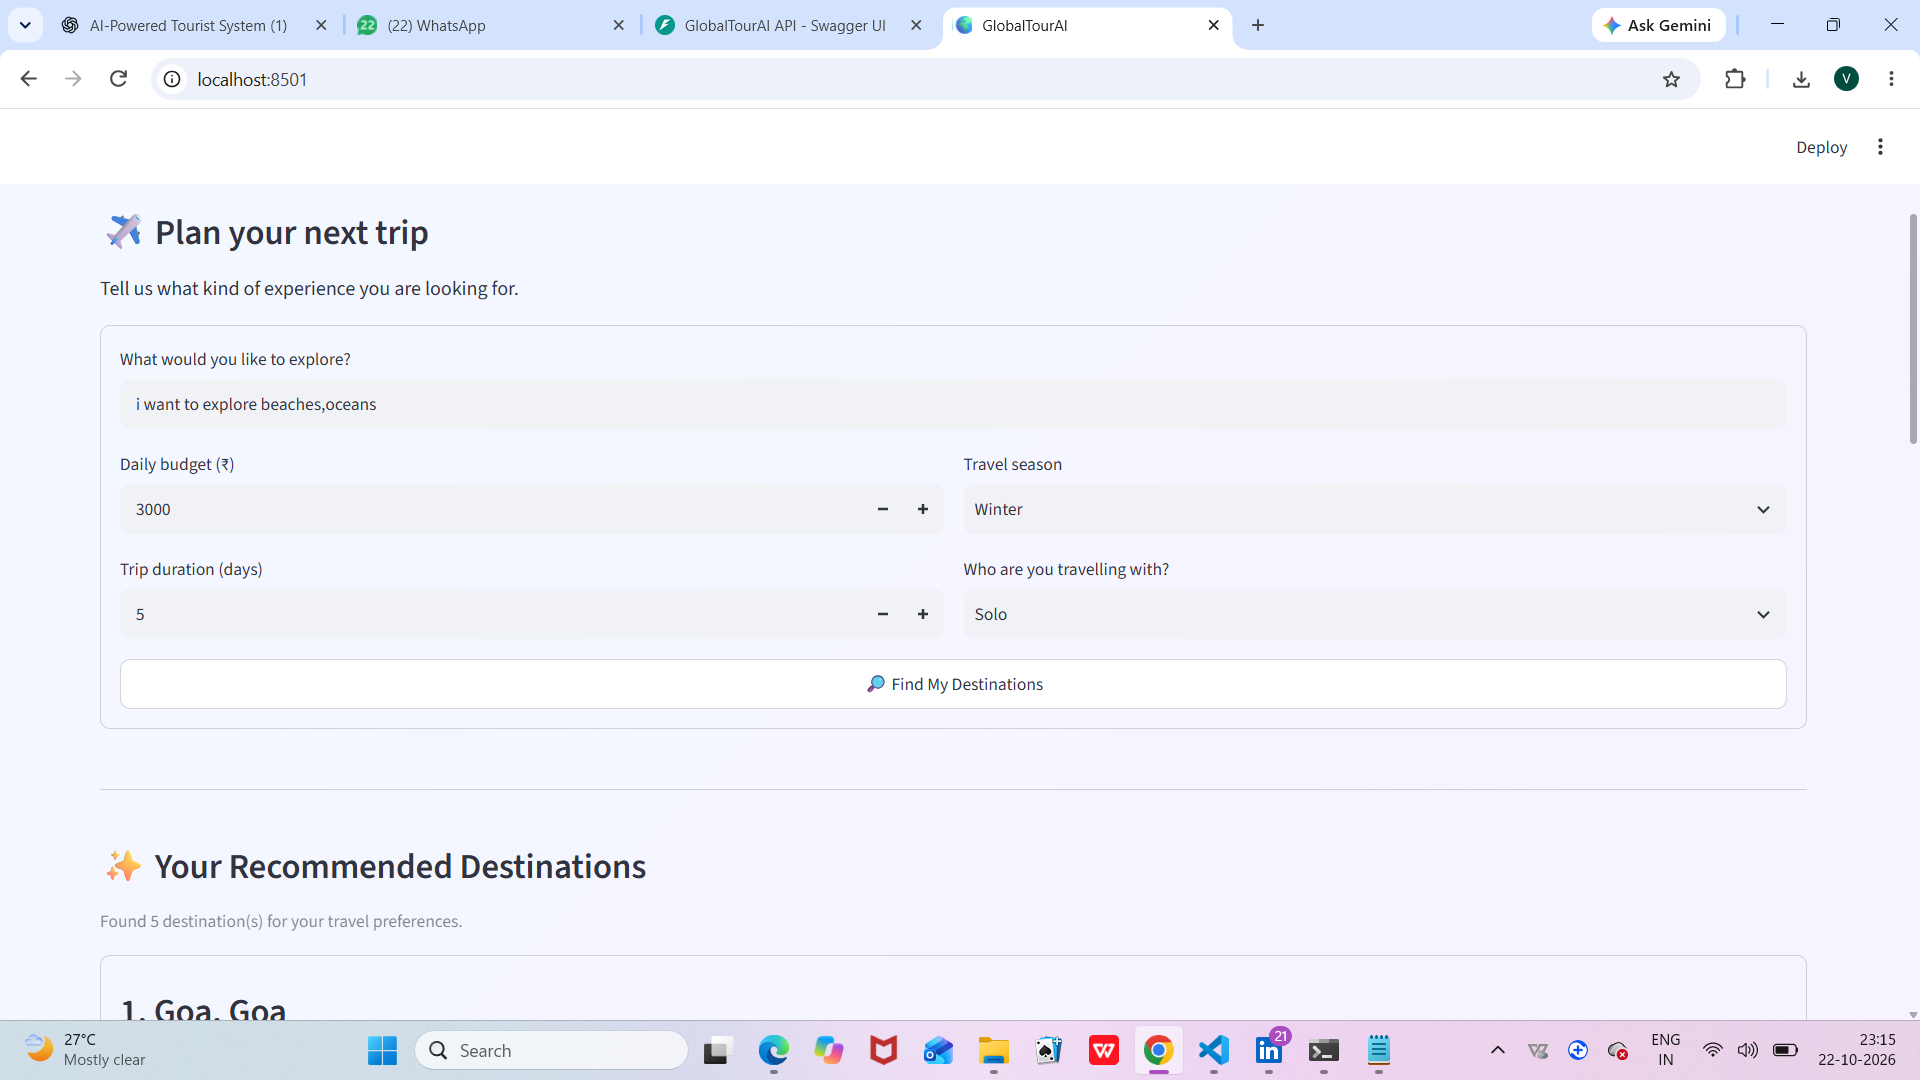 AI-Powered Tourist System (1)
22
(22) WhatsApp
GlobalTourAI API - Swagger UI
GlobalTourAI
Ask Gemini
localhost:8501
V
Deploy
Plan your next trip
Tell us what kind of experience you are looking for.
What would you like to explore?
i want to explore beaches,oceans
Daily budget (₹)
Travel season
3000
Winter
Trip duration (days)
Who are you travelling with?
5
Solo
Find My Destinations
Your Recommended Destinations
Found 5 destination(s) for your travel preferences.
1. Goa, Goa
27°C
Mostly clear
Search
21
ENG
IN
23:15
22-10-2026